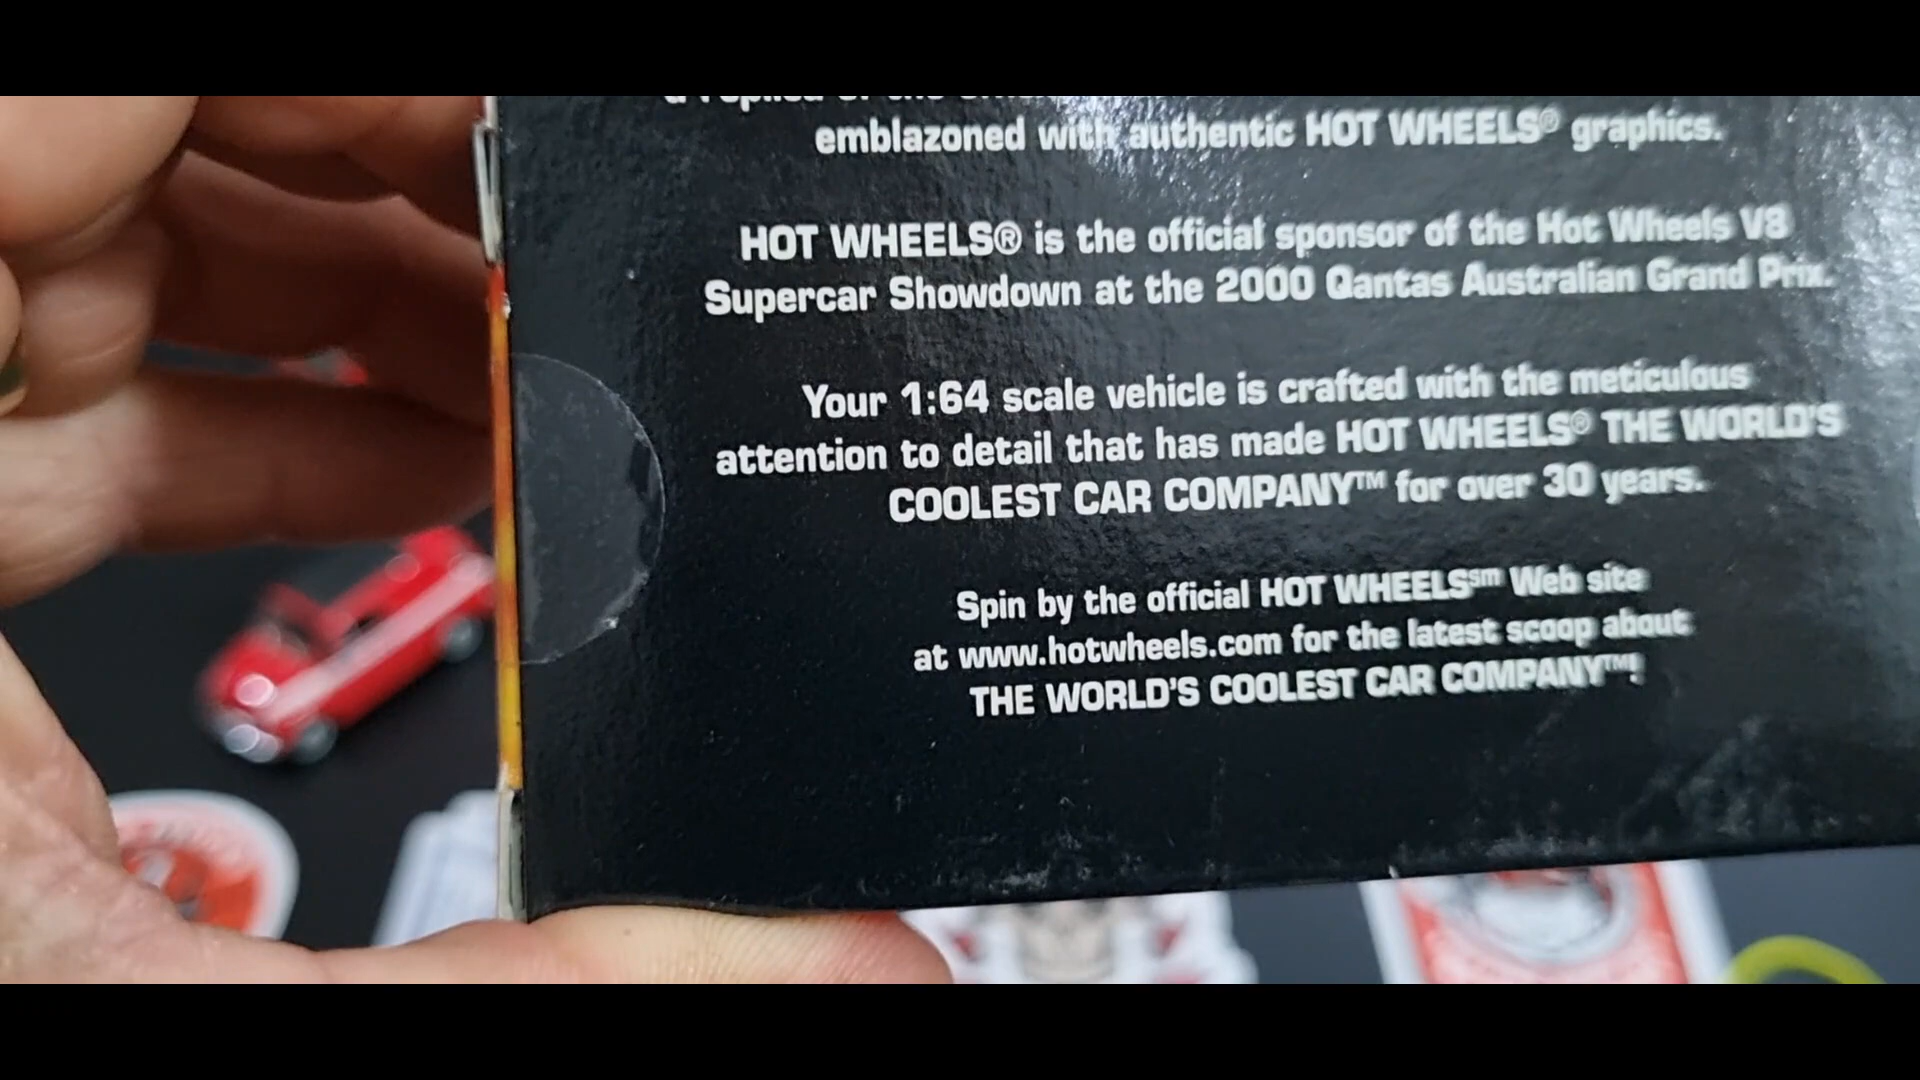 emblazoned with authentic HOT WHEELS® graphics.
HOT WHEELS® is the official sponsor of the Hot Wheels V8
Supercar Showdown at the 2000 Qantas Australian Grand Prix.
Your 1:64 scale vehicle is crafted with the meticulous
attention to detail that has made HOT WHEELS® THE WORLD'S
COOLEST CAR COMPANY™ for over 30 years.
Spin by the official HOT WHEELS℠ Web site
at www.hotwheels.com for the latest scoop about
THE WORLD'S COOLEST CAR COMPANY™!